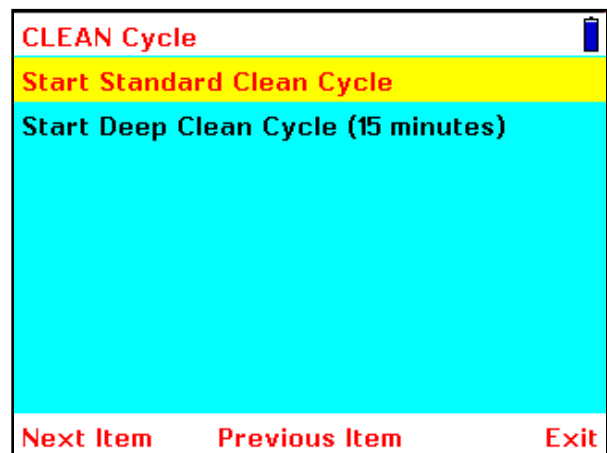 CLEAN Cycle
Start Standard Clean Cycle
Start Deep Clean Cycle (15 minutes)
Next Item Previous Item Exit